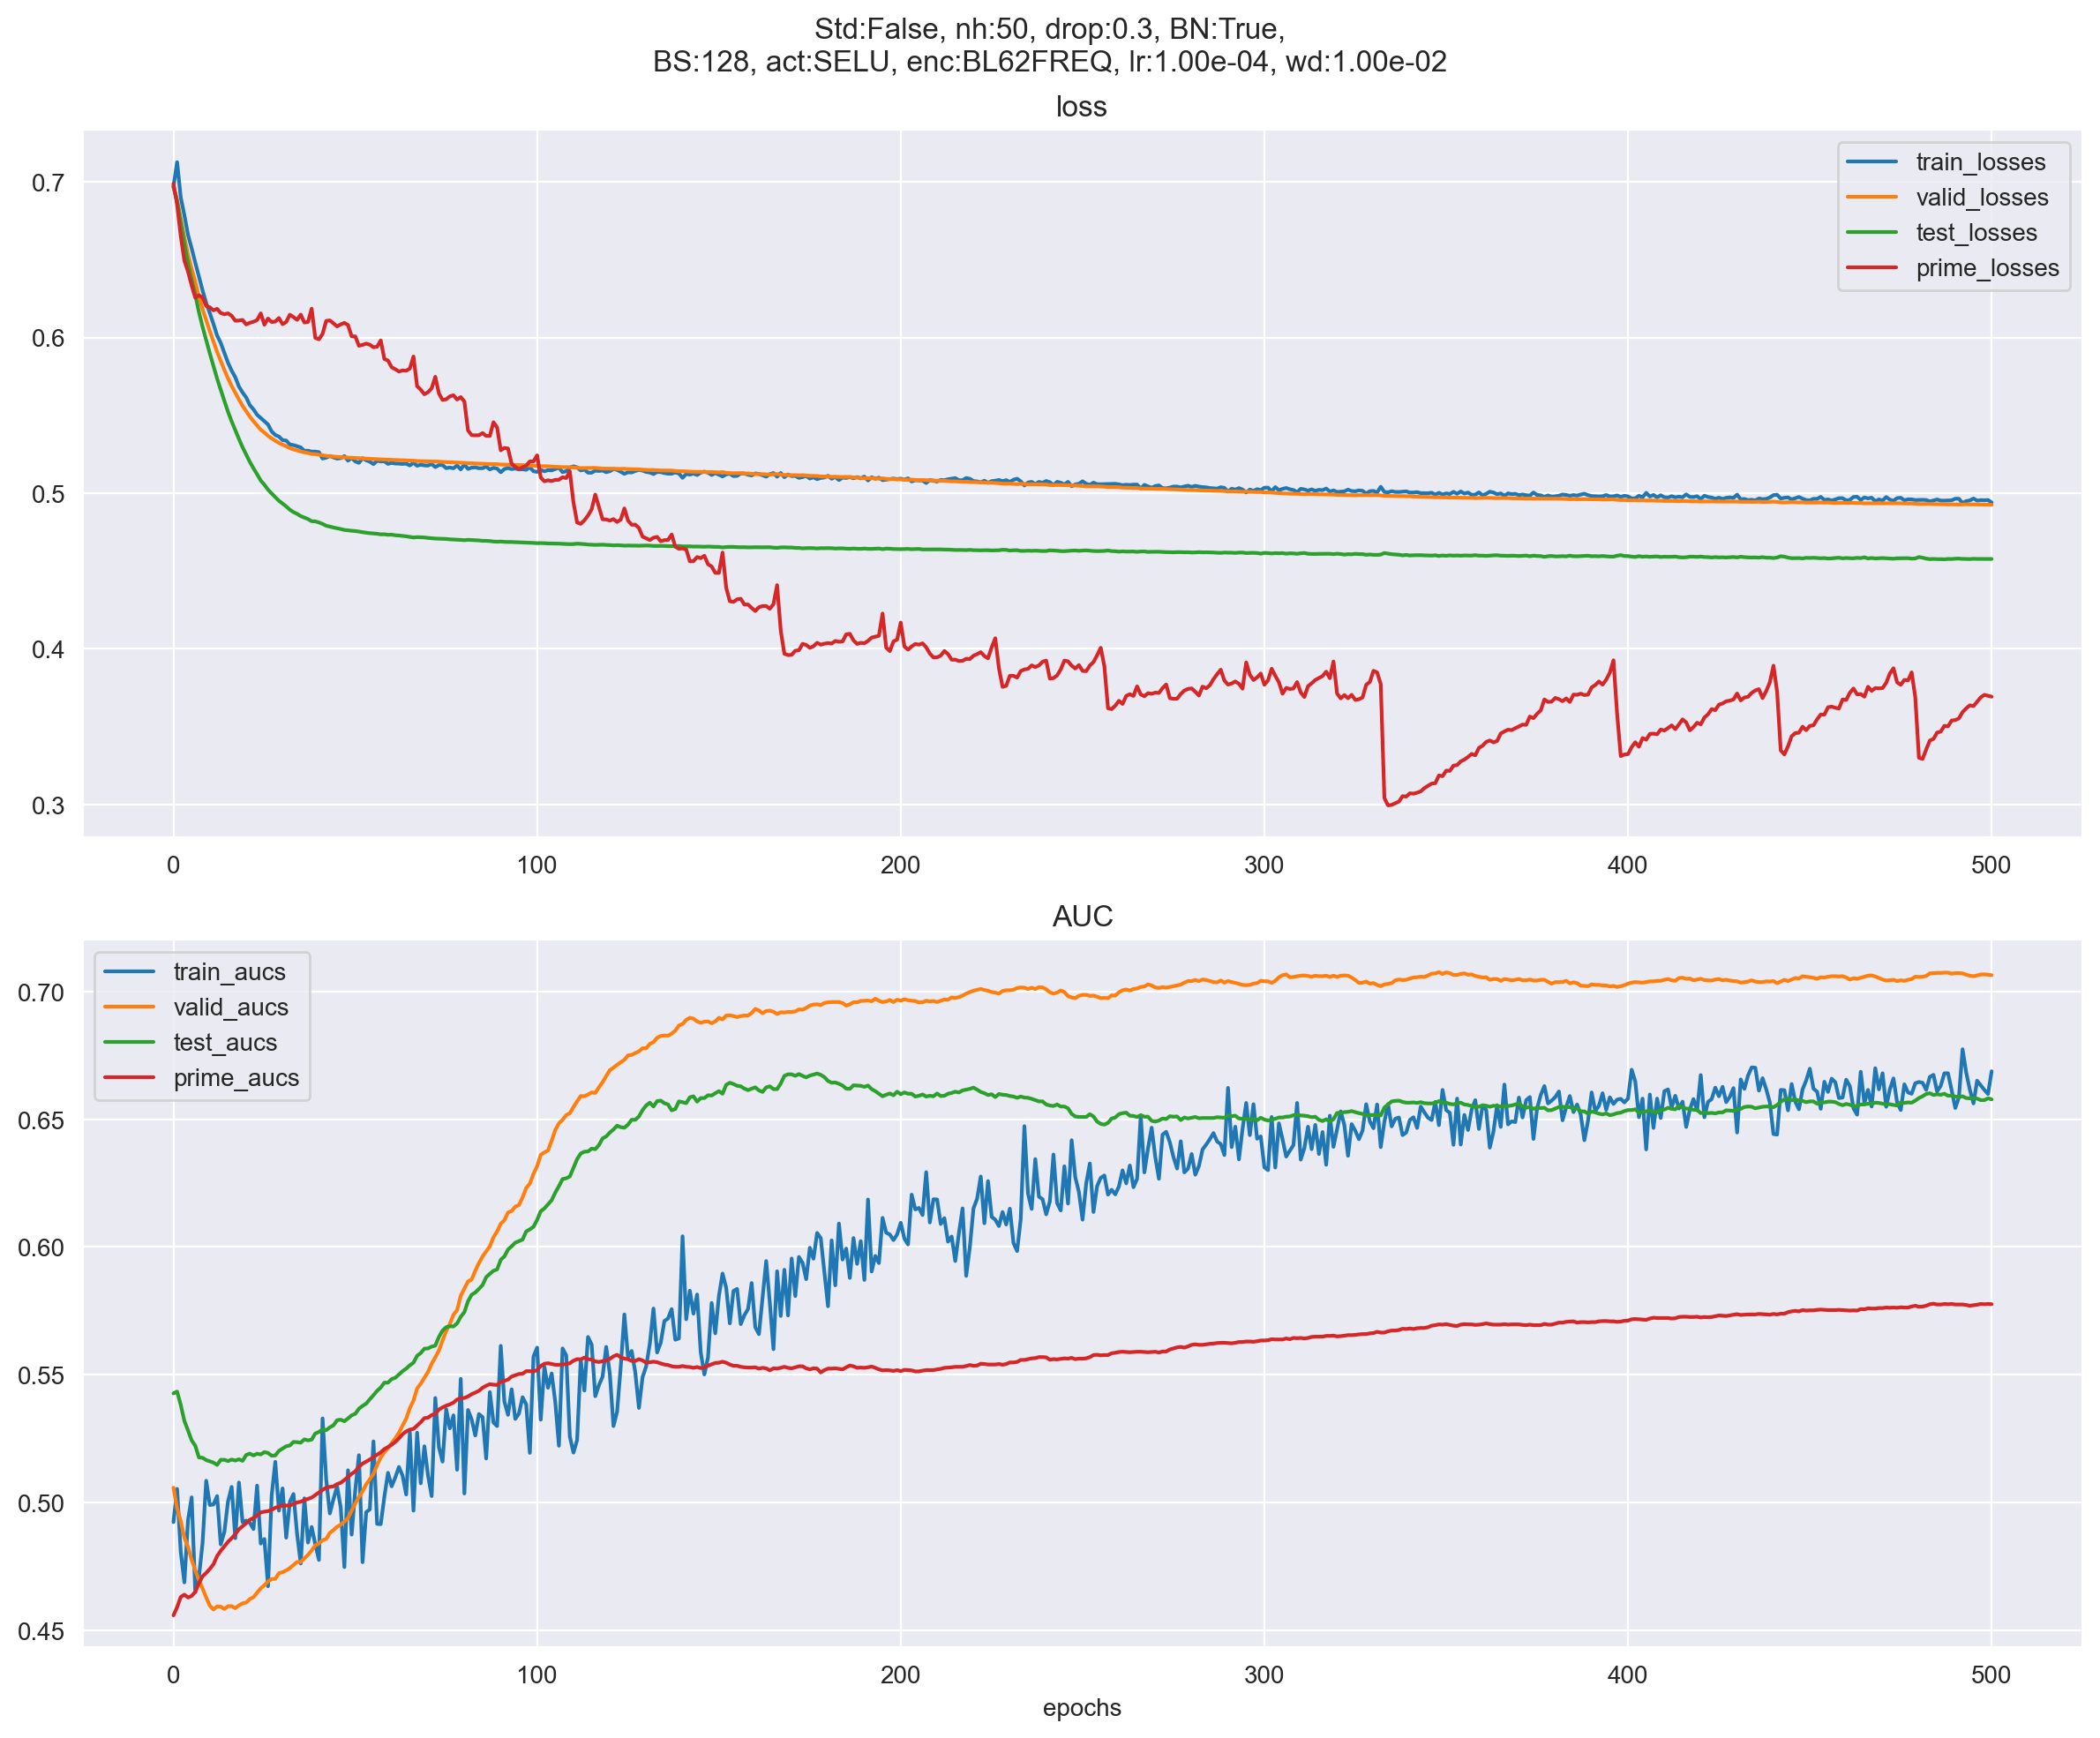 Std:False, nh:50, drop:0.3, BN:True,
BS:128, act:SELU, enc:BL62FREQ, lr:1.00e-04, wd:1.00e-02
loss
train_losses
valid_losses
test_losses
prime_losses
0.7
0.6
0.5
0.4
0.3
0 100 200 300 400 500
AUC
train_aucs
valid_aucs
test_aucs
prime_aucs
0.70
0.65
0.60
0.55
0.50
0.45
0 100 200 300 400 500
epochs